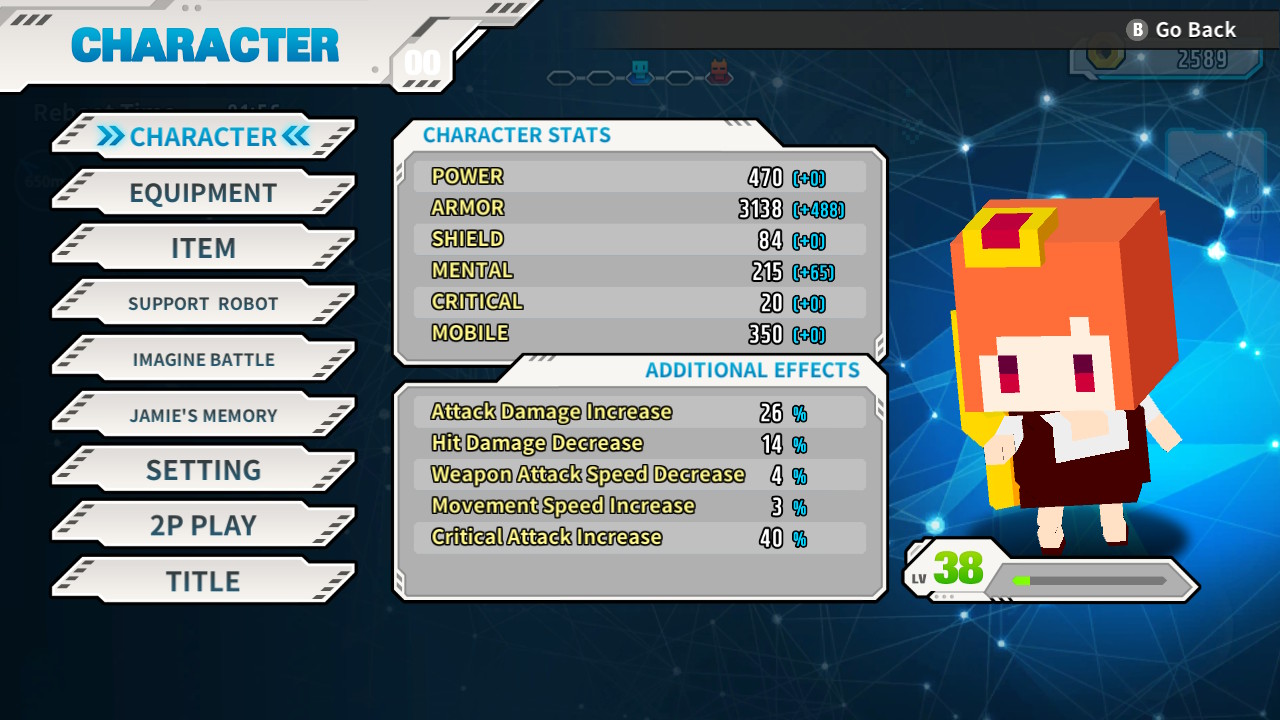 CHARACTER
00
B Go Back
2589
CHARACTER
EQUIPMENT
ITEM
SUPPORT ROBOT
IMAGINE BATTLE
JAMIE'S MEMORY
SETTING
2P PLAY
TITLE
CHARACTER STATS
POWER 470 (+0)
ARMOR 3138 (+488)
SHIELD 84 (+0)
MENTAL 215 (+65)
CRITICAL 20 (+0)
MOBILE 350 (+0)
ADDITIONAL EFFECTS
Attack Damage Increase 26 %
Hit Damage Decrease 14 %
Weapon Attack Speed Decrease 4 %
Movement Speed Increase 3 %
Critical Attack Increase 40 %
LV 38